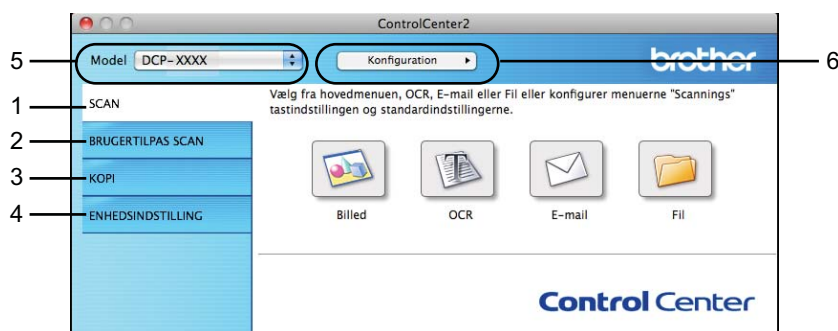 ControlCenter2
5
Model DCP-XXXX
Konfiguration
6
brother
1
SCAN
Vælg fra hovedmenuen, OCR, E-mail eller Fil eller konfigurer menuerne "Scannings"
tastindstillingen og standardindstillingerne.
2
BRUGERTILPAS SCAN
3
KOPI
4
ENHEDSINDSTILLING
Billed
OCR
E-mail
Fil
Control Center